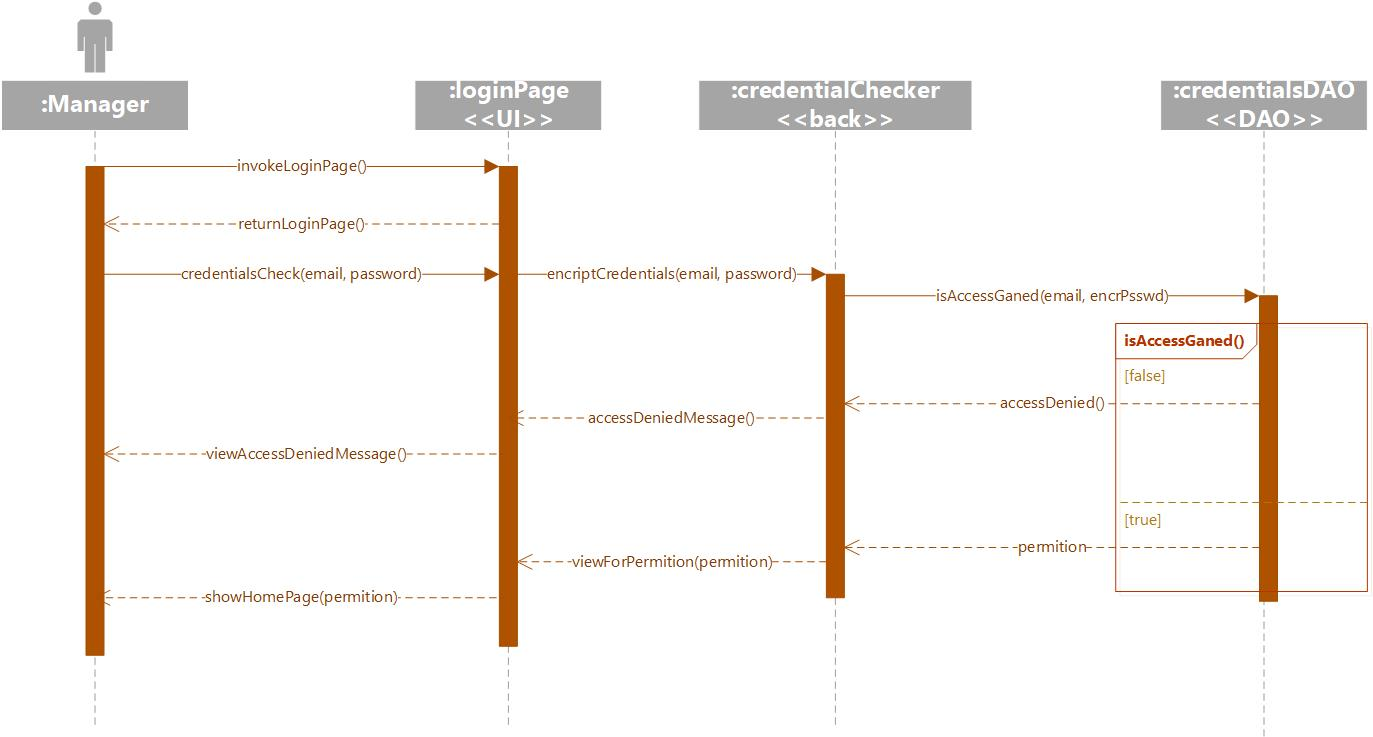 :Manager
:loginPage
<<UI>>
:credentialChecker
<<back>>
:credentialsDAO
<<DAO>>
invokeLoginPage()
returnLoginPage()
credentialsCheck(email, password)
encriptCredentials(email, password)
isAccessGaned(email, encrPsswd)
isAccessGaned()
[false]
accessDenied()
accessDeniedMessage()
viewAccessDeniedMessage()
[true]
permition
viewForPermition(permition)
showHomePage(permition)